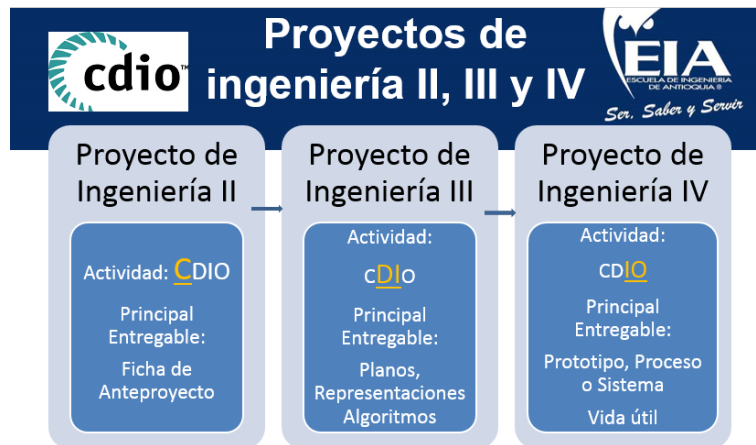 cdio™
Proyectos de
ingeniería II, III y IV
EIA
ESCUELA DE INGENIERIA
DE ANTIOQUIA ®
Ser, Saber y Servir
Proyecto de
Ingeniería II
Actividad: CDIO
Principal
Entregable:
Ficha de
Anteproyecto
Proyecto de
Ingeniería III
Actividad:
CDIO
Principal
Entregable:
Planos,
Representaciones
Algoritmos
Proyecto de
Ingeniería IV
Actividad:
CDIO
Principal
Entregable:
Prototipo, Proceso
o Sistema
Vida útil